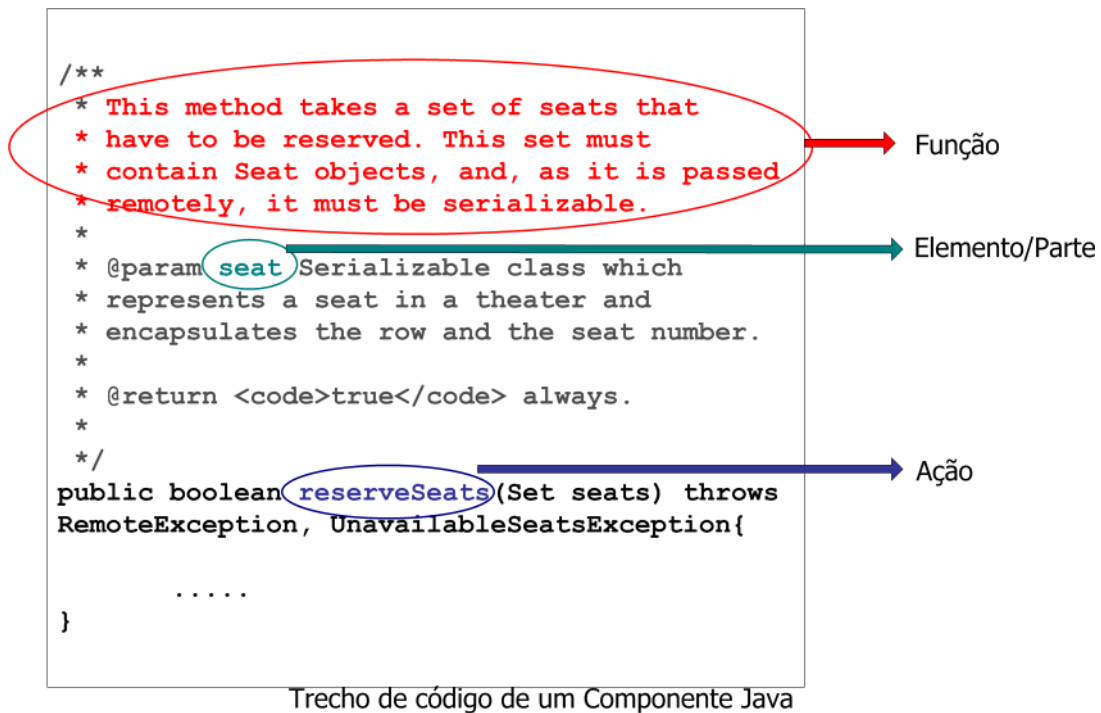 /**
* This method takes a set of seats that
* have to be reserved. This set must
* contain Seat objects, and, as it is passed
* remotely, it must be serializable.
*
* @param seat Serializable class which
* represents a seat in a theater and
* encapsulates the row and the seat number.
*
* @return <code>true</code> always.
*
*/
public boolean reserveSeats(Set seats) throws
RemoteException, UnavailableSeatsException{
.....
}
Função
Elemento/Parte
Ação
Trecho de código de um Componente Java